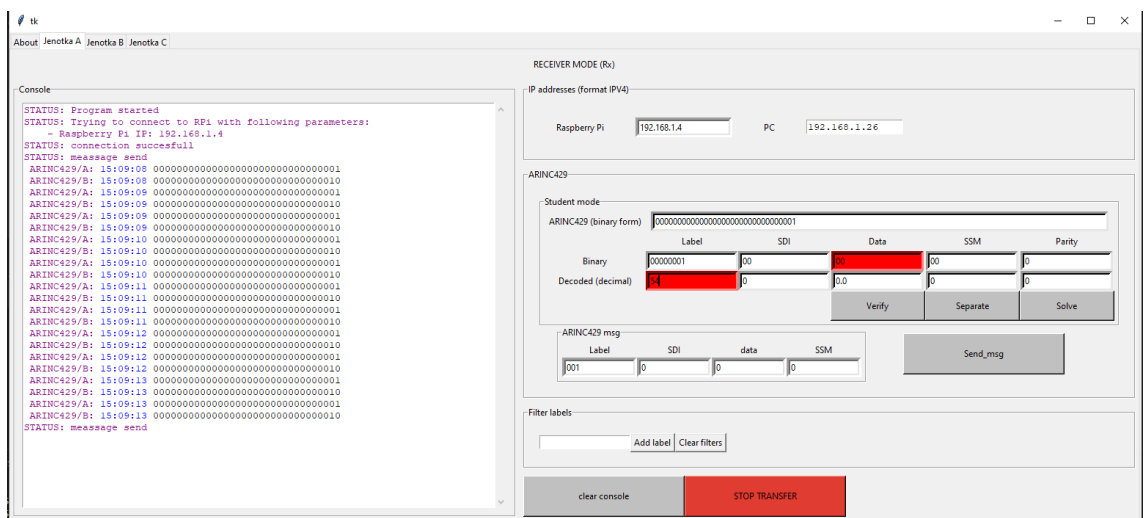 tk
About Jenotka A Jenotka B Jenotka C
RECEIVER MODE (Rx)
Console
STATUS: Program started
STATUS: Trying to connect to RPi with following parameters:
- Raspberry Pi IP: 192.168.1.4
STATUS: connection succesfull
STATUS: meassage send
ARINC429/A: 15:09:08 00000000000000000000000000000001
ARINC429/B: 15:09:08 00000000000000000000000000000010
ARINC429/A: 15:09:09 00000000000000000000000000000001
ARINC429/B: 15:09:09 00000000000000000000000000000010
ARINC429/A: 15:09:09 00000000000000000000000000000001
ARINC429/B: 15:09:09 00000000000000000000000000000010
ARINC429/A: 15:09:10 00000000000000000000000000000001
ARINC429/B: 15:09:10 00000000000000000000000000000010
ARINC429/A: 15:09:10 00000000000000000000000000000001
ARINC429/B: 15:09:10 00000000000000000000000000000010
ARINC429/A: 15:09:11 00000000000000000000000000000001
ARINC429/B: 15:09:11 00000000000000000000000000000010
ARINC429/A: 15:09:11 00000000000000000000000000000001
ARINC429/B: 15:09:11 00000000000000000000000000000010
ARINC429/A: 15:09:12 00000000000000000000000000000001
ARINC429/B: 15:09:12 00000000000000000000000000000010
ARINC429/A: 15:09:12 00000000000000000000000000000001
ARINC429/B: 15:09:12 00000000000000000000000000000010
ARINC429/A: 15:09:13 00000000000000000000000000000001
ARINC429/B: 15:09:13 00000000000000000000000000000010
ARINC429/A: 15:09:13 00000000000000000000000000000001
ARINC429/B: 15:09:13 00000000000000000000000000000010
STATUS: meassage send
IP addresses (format IPV4)
Raspberry Pi 192.168.1.4 PC 192.168.1.26
ARINC429
Student mode
ARINC429 (binary form) 00000000000000000000000000000001
Label SDI Data SSM Parity
Binary 00000001 00 00 00 0
Decoded (decimal) 54 0 0.0 0 0
Verify Separate Solve
ARINC429 msg
Label SDI data SSM
001 0 0 0
Send_msg
Filter labels
Add label Clear filters
clear console STOP TRANSFER